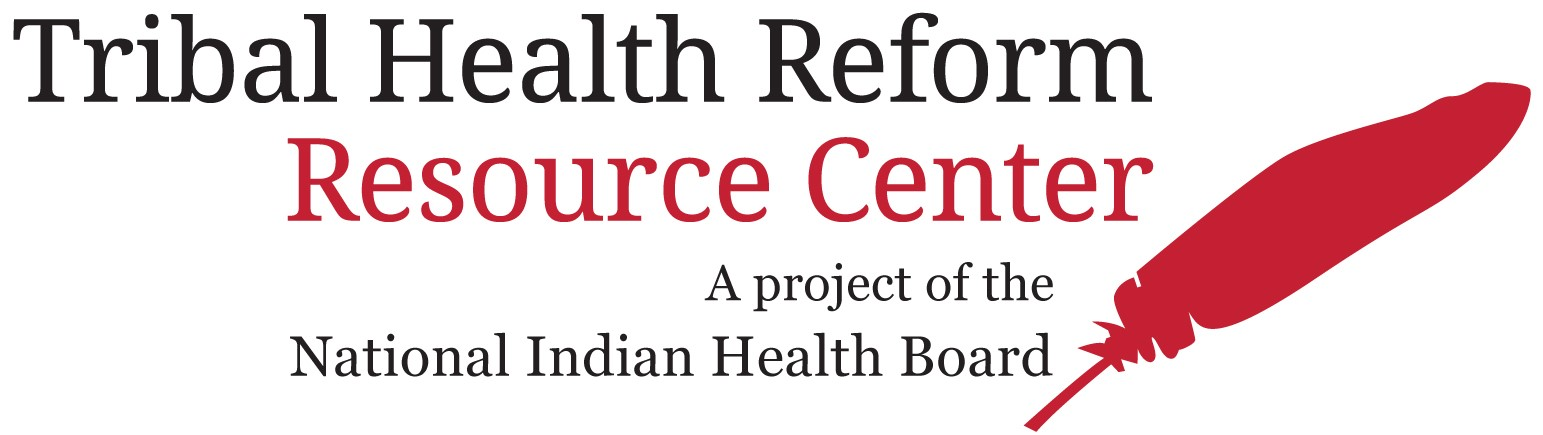 Tribal Health Reform
Resource Center
A project of the
National Indian Health Board